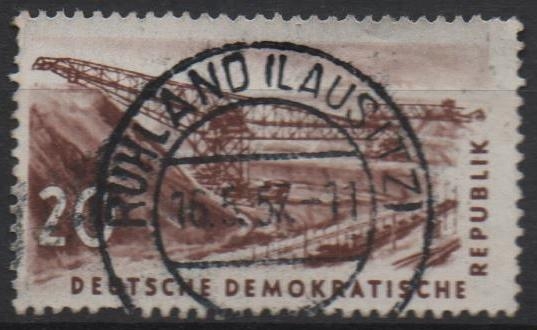 RUHLAND (LAUSITZ)
16.5.57.-11
20
DEUTSCHE DEMOKRATISCHE
REPUBLIK